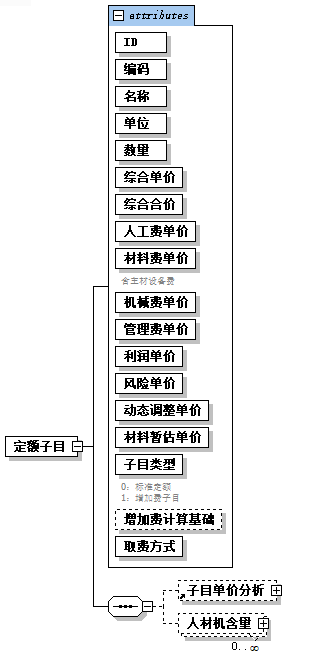 attributes
ID
编码
名称
单位
数量
综合单价
综合合价
人工费单价
材料费单价
含主材设备费
机械费单价
管理费单价
利润单价
风险单价
动态调整单价
材料暂估单价
子目类型
0：标准定额
1：增加费子目
增加费计算基础
取费方式
定额子目
子目单价分析
人材机含量
0..∞